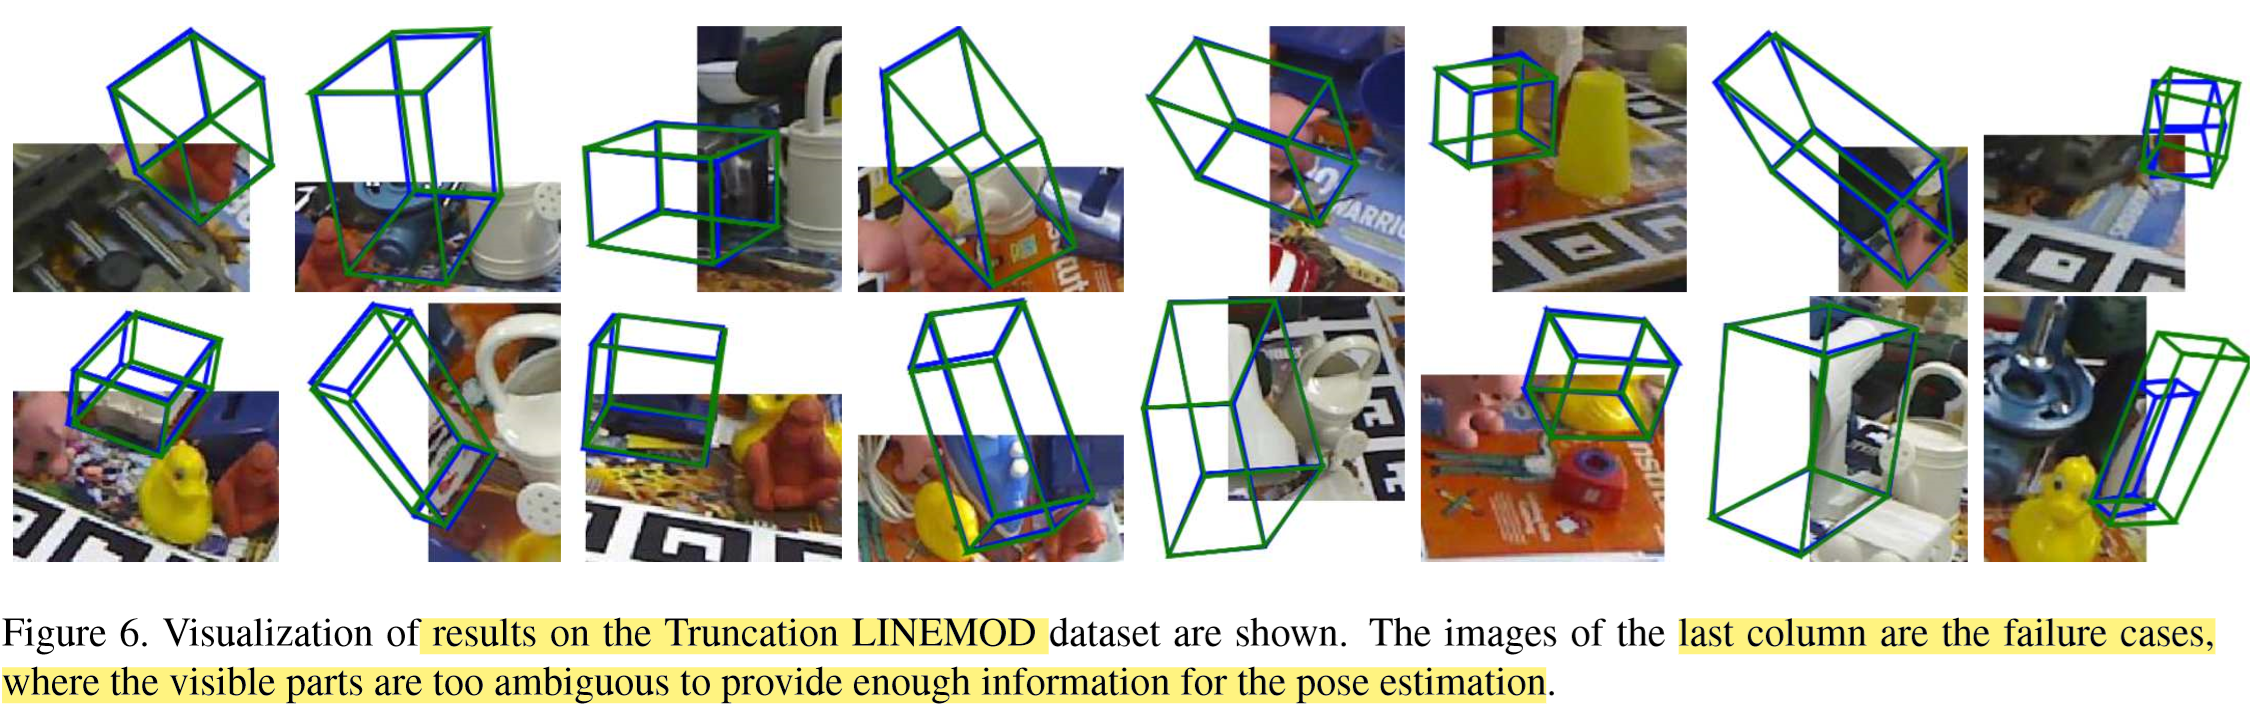 ARRIO
Figure 6. Visualization of results on the Truncation LINEMOD dataset are shown. The images of the last column are the failure cases,
where the visible parts are too ambiguous to provide enough information for the pose estimation.